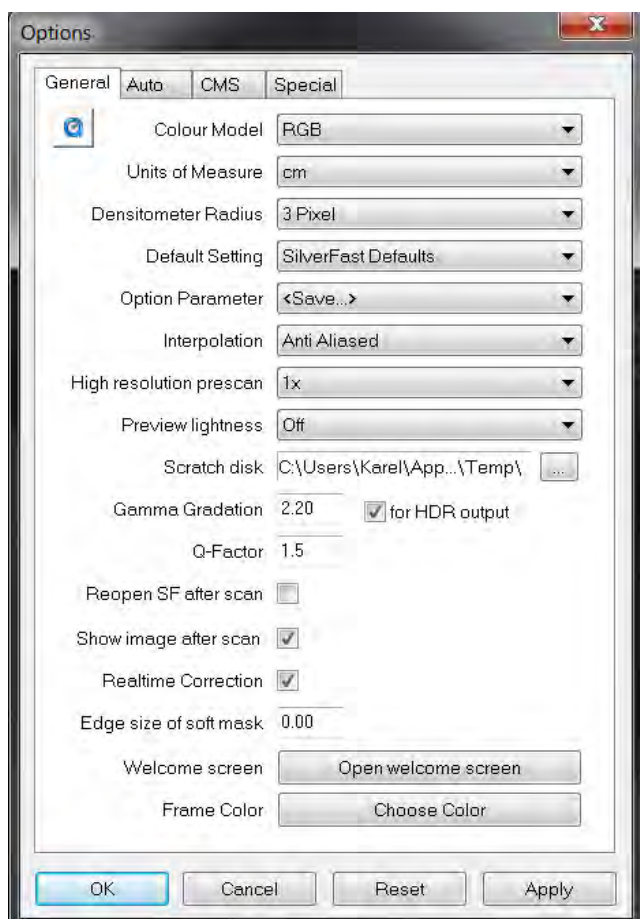 Options
General Auto CMS Special
Colour Model RGB
Units of Measure cm
Densitometer Radius 3 Pixel
Default Setting SilverFast Defaults
Option Parameter <Save...>
Interpolation Anti Aliased
High resolution prescan 1x
Preview lightness Off
Scratch disk C:\Users\Karel\App...\Temp\ ...
Gamma Gradation 2.20 for HDR output
Q-Factor 1.5
Reopen SF after scan
Show image after scan
Realtime Correction
Edge size of soft mask 0.00
Welcome screen Open welcome screen
Frame Color Choose Color
OK Cancel Reset Apply